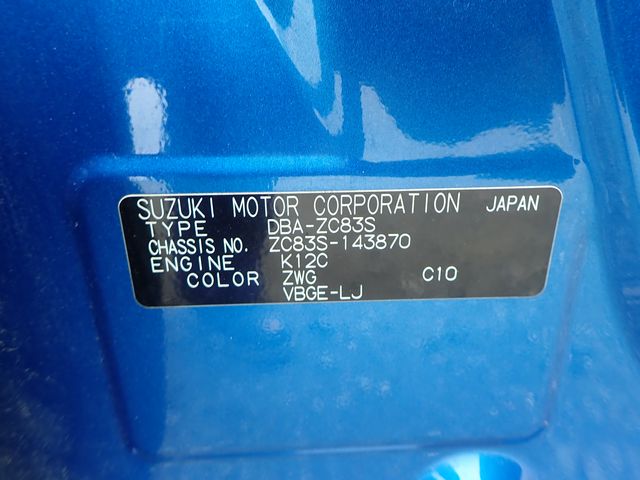 SUZUKI MOTOR CORPORATION JAPAN
TYPE DBA-ZC83S
CHASSIS NO. ZC83S-143870
ENGINE K12C
COLOR ZWG C10
VBGE-LJ